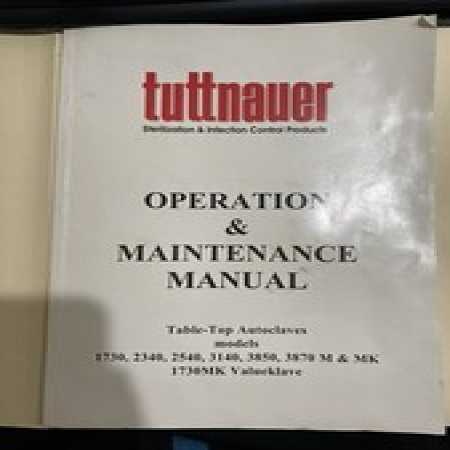 tuttnauer
Sterilization & Infection Control Products
OPERATION
&
MAINTENANCE
MANUAL
Table-Top Autoclaves
models
1730, 2340, 2540, 3140, 3850, 3870 M & MK
1730MK Valueklave